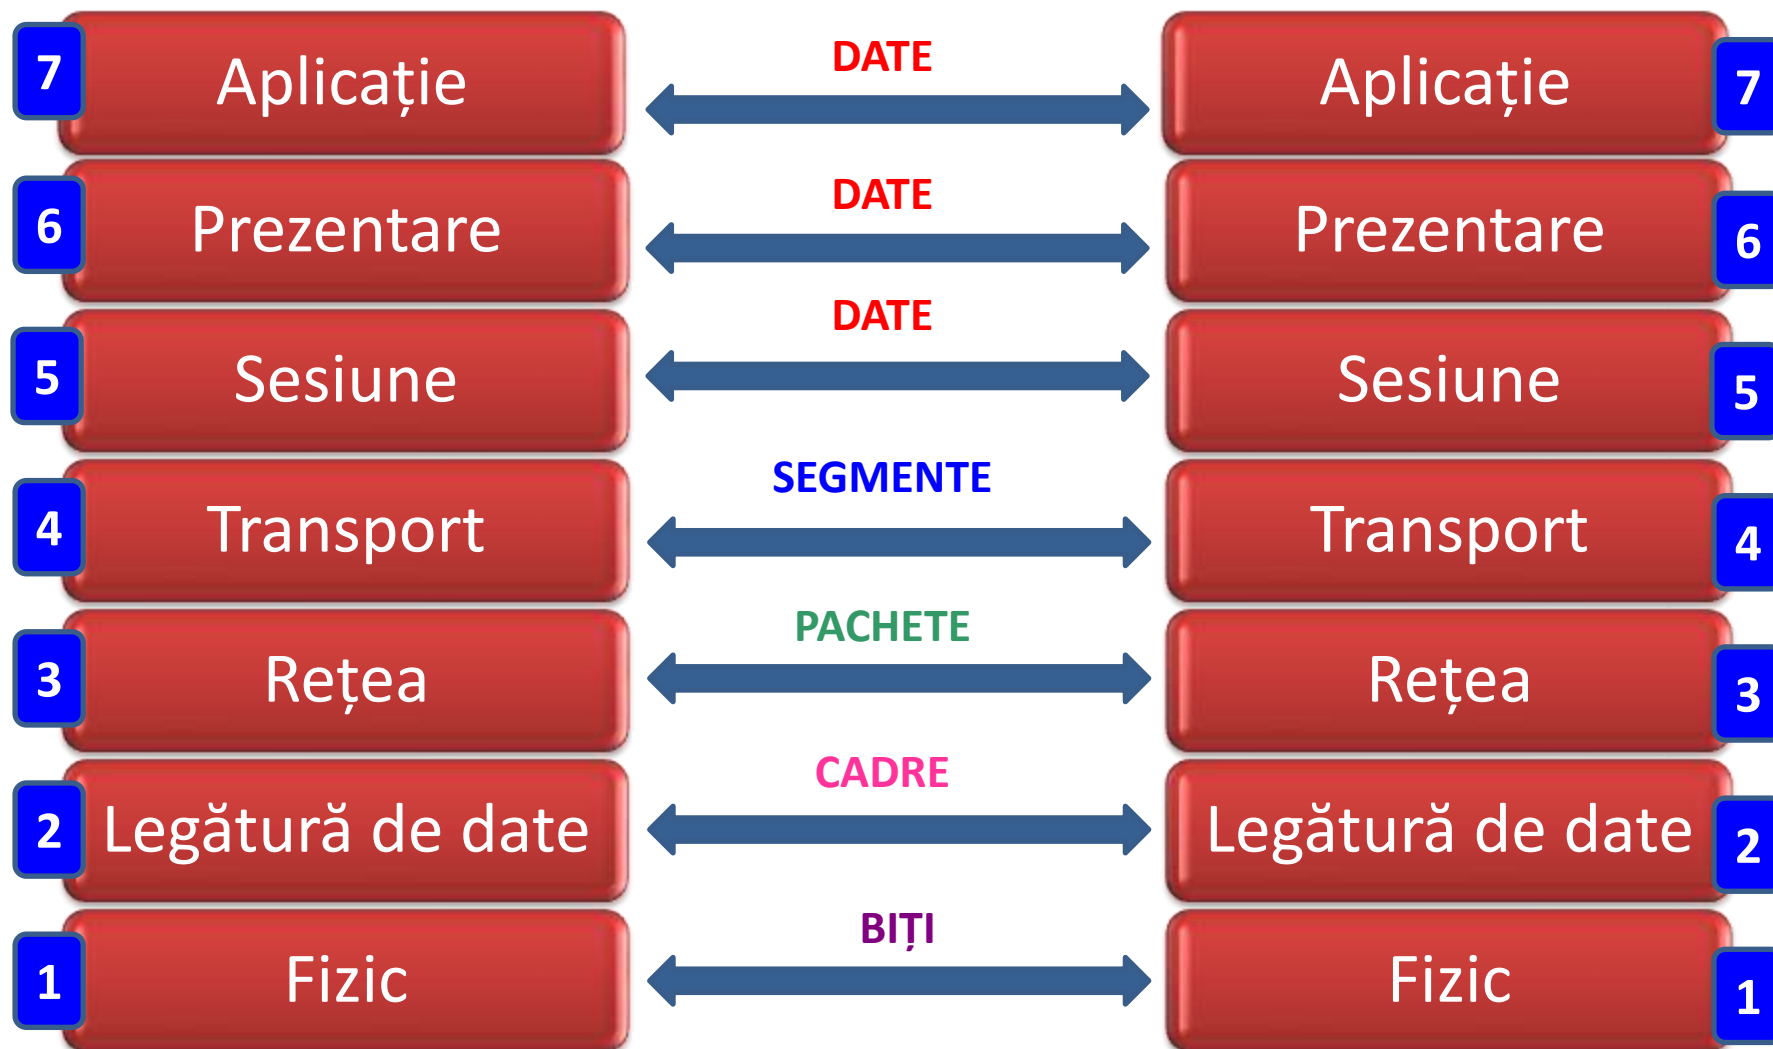 7 Aplicație DATE Aplicație 7
6 Prezentare DATE Prezentare 6
5 Sesiune DATE Sesiune 5
4 Transport SEGMENTE Transport 4
3 Rețea PACHETE Rețea 3
2 Legătură de date CADRE Legătură de date 2
1 Fizic BIȚI Fizic 1